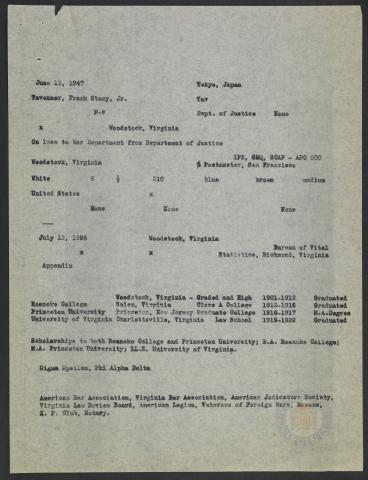 June 12, 1947 Tokyo, Japan
Tavenner, Frank Stacy, Jr. Tav
P-8 Dept. of Justice None
x Woodstock, Virginia
On loan to War Department from Department of Justice
IPS, GHQ, SCAP - APO 500
Woodstock, Virginia % Postmaster, San Francisco
White 6 ½ 210 blue brown medium
United States x
None None None
July 12, 1895 Woodstock, Virginia
Bureau of Vital
x x Statistics, Richmond, Virginia
Appendix
Woodstock, Virginia - Graded and High 1901-1912 Graduated
Roanoke College Salem, Virginia Class A College 1912-1916 Graduated
Princeton University Princeton, New Jersey Graduate College 1916-1917 M.A.Degree
University of Virginia Charlottsville, Virginia Law School 1919-1922 Graduated
Scholarships to both Roanoke College and Princeton University; B.A. Roanoke College;
M.A. Princeton University; LL.B. University of Virginia.
Sigma Upsilon, Phi Alpha Delta
American Bar Association, Virginia Bar Association, American Judicature Society,
Virginia Law Review Board, American Legion, Veterans of Foreign Wars, Masons,
K. P. Club, Rotary.